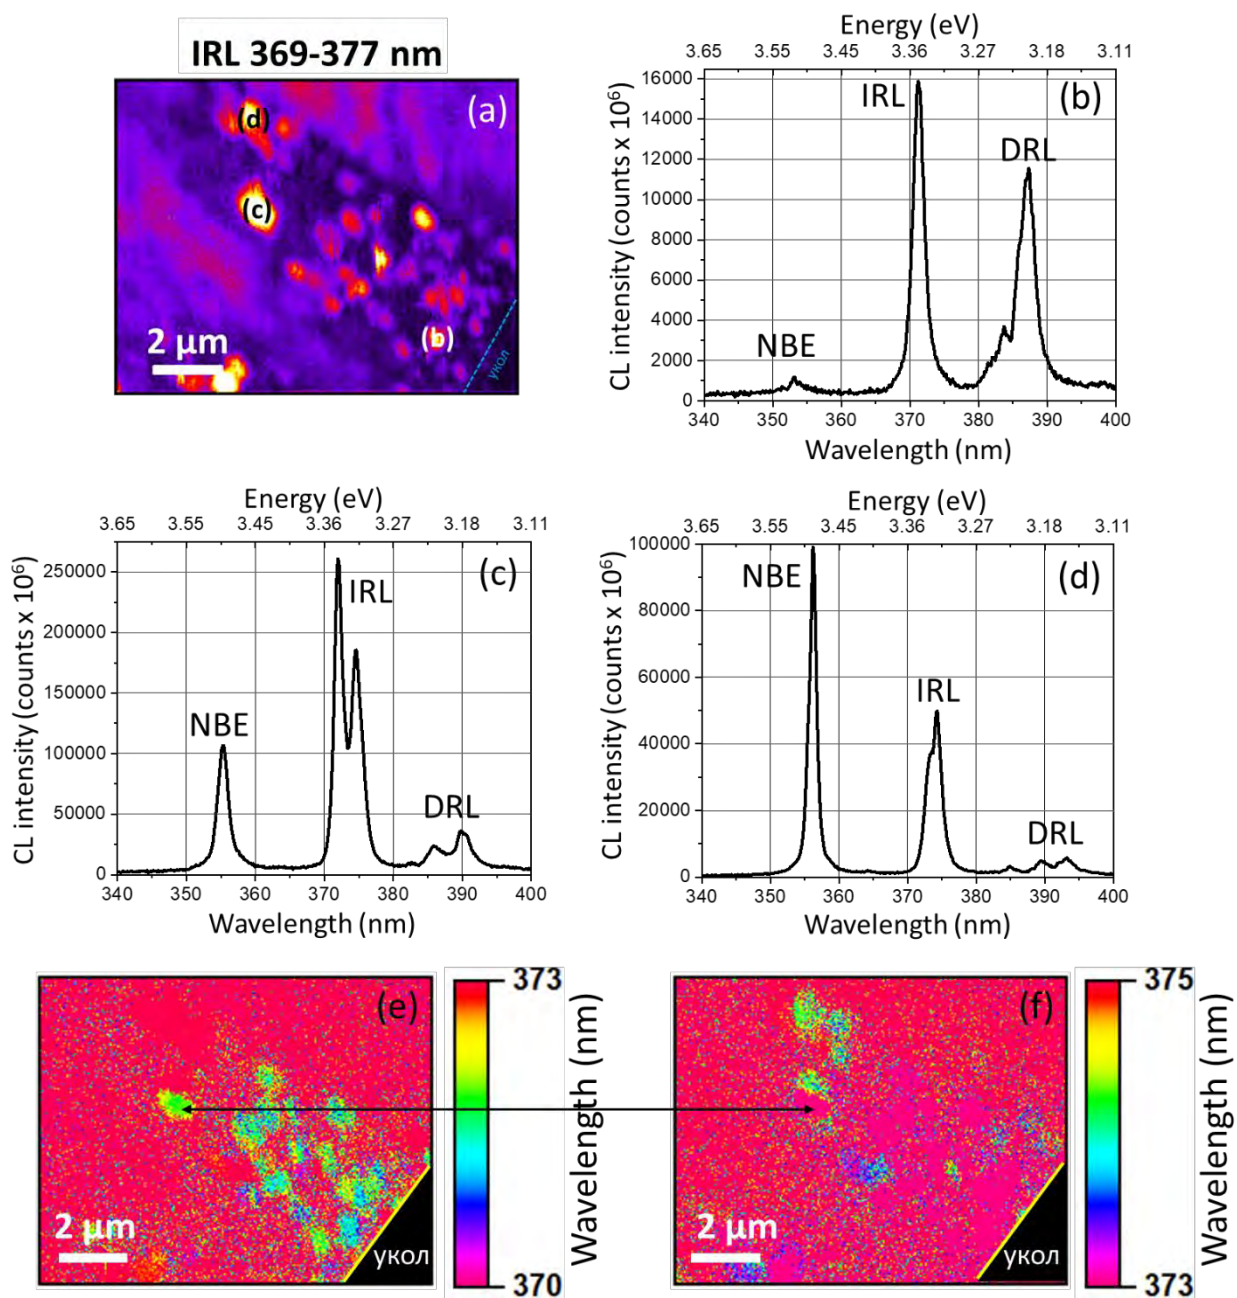 IRL 369-377 nm
(a)
(d)
(c)
(b)
2 µm
укол
Energy (eV)
3.65 3.55 3.45 3.36 3.27 3.18 3.11
(b)
IRL
DRL
NBE
CL intensity (counts x 10⁶)
16000
14000
12000
10000
8000
6000
4000
2000
0
340 350 360 370 380 390 400
Wavelength (nm)
Energy (eV)
3.65 3.55 3.45 3.36 3.27 3.18 3.11
(c)
IRL
NBE
DRL
CL intensity (counts x 10⁶)
250000
200000
150000
100000
50000
0
340 350 360 370 380 390 400
Wavelength (nm)
Energy (eV)
3.65 3.55 3.45 3.36 3.27 3.18 3.11
(d)
NBE
IRL
DRL
CL intensity (counts x 10⁶)
100000
80000
60000
40000
20000
0
340 350 360 370 380 390 400
Wavelength (nm)
(e)
2 µm
укол
373
370
Wavelength (nm)
(f)
2 µm
укол
375
373
Wavelength (nm)